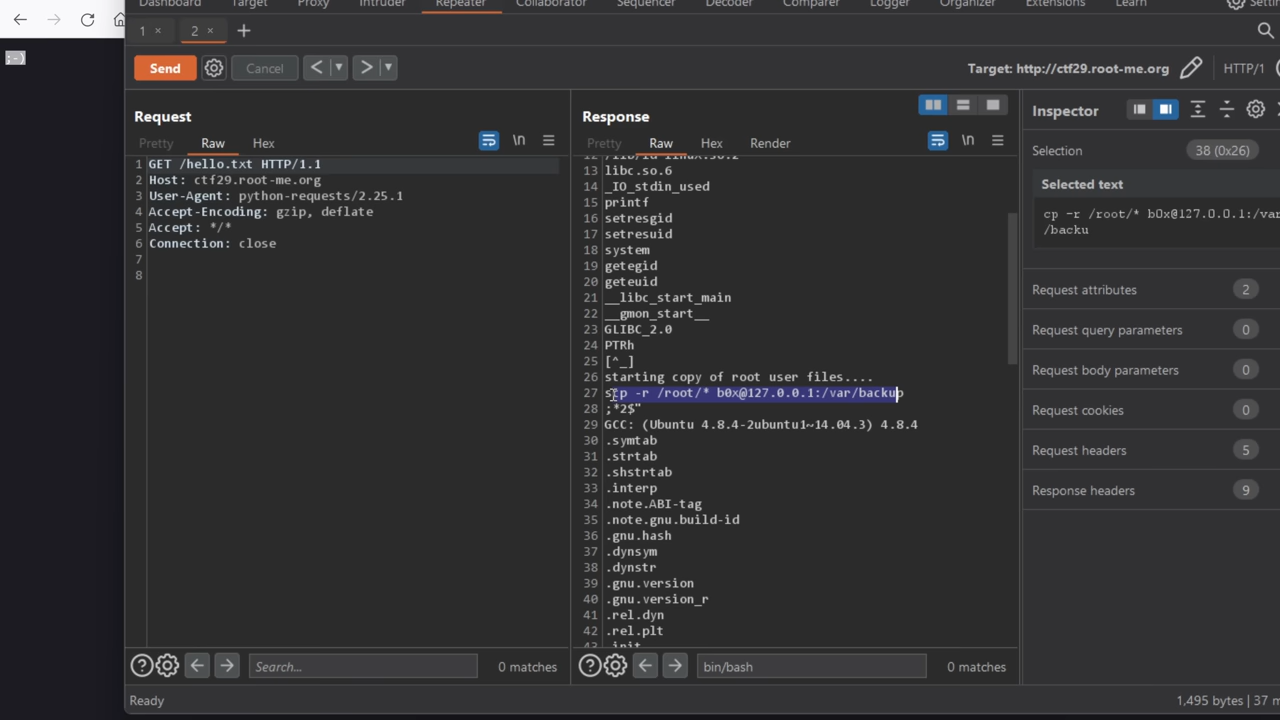 Dashboard Target Proxy Intruder Repeater Collaborator Sequencer Decoder Comparer Logger Organizer Extensions Learn
1 × 2 × +
;-)
Send Cancel < >
Target: http://ctf29.root-me.org HTTP/1
Request
Pretty Raw Hex \n
1 GET /hello.txt HTTP/1.1
2 Host: ctf29.root-me.org
3 User-Agent: python-requests/2.25.1
4 Accept-Encoding: gzip, deflate
5 Accept: */*
6 Connection: close
7
8
Search... 0 matches
Response
Pretty Raw Hex Render \n
12 /lib/ld-linux.so.2
13 libc.so.6
14 _IO_stdin_used
15 printf
16 setresgid
17 setresuid
18 system
19 getegid
20 geteuid
21 __libc_start_main
22 __gmon_start__
23 GLIBC_2.0
24 PTRh
25 [^_]
26 starting copy of root user files....
27 scp -r /root/* b0x@127.0.0.1:/var/backup
28 ;*2$"
29 GCC: (Ubuntu 4.8.4-2ubuntu1~14.04.3) 4.8.4
30 .symtab
31 .strtab
32 .shstrtab
33 .interp
34 .note.ABI-tag
35 .note.gnu.build-id
36 .gnu.hash
37 .dynsym
38 .dynstr
39 .gnu.version
40 .gnu.version_r
41 .rel.dyn
42 .rel.plt
43 .init
bin/bash 0 matches
Inspector
Selection 38 (0x26)
Selected text
cp -r /root/* b0x@127.0.0.1:/var
/backu
Request attributes 2
Request query parameters 0
Request body parameters 0
Request cookies 0
Request headers 5
Response headers 9
Ready
1,495 bytes | 37 m